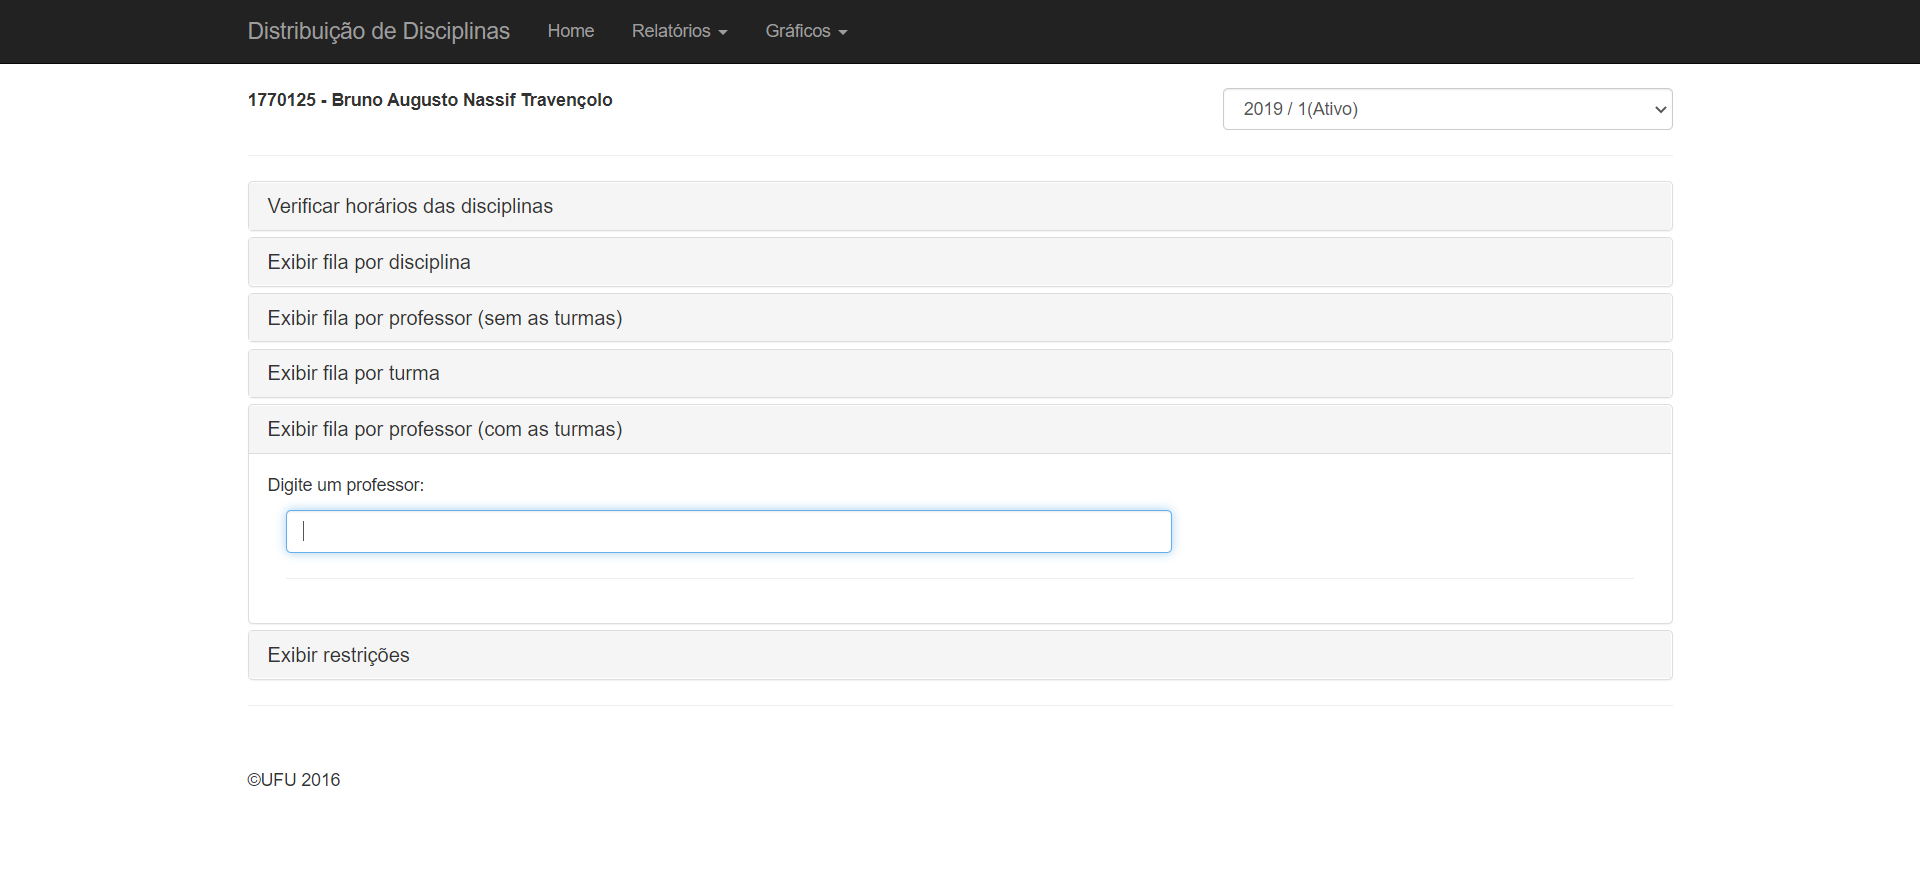 Distribuição de Disciplinas Home Relatórios Gráficos
1770125 - Bruno Augusto Nassif Travençolo
2019 / 1(Ativo)
Verificar horários das disciplinas
Exibir fila por disciplina
Exibir fila por professor (sem as turmas)
Exibir fila por turma
Exibir fila por professor (com as turmas)
Digite um professor:
Exibir restrições
©UFU 2016